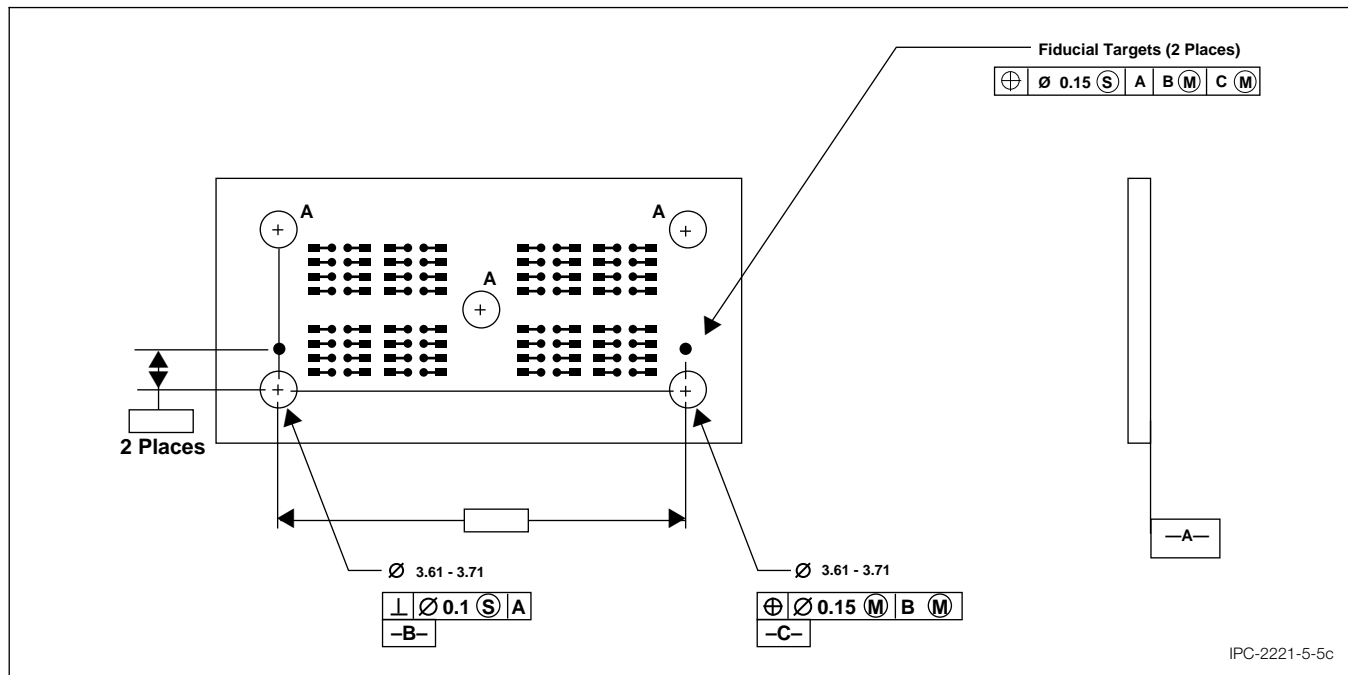 Fiducial Targets (2 Places)
⌖ Ø 0.15 Ⓢ A B Ⓜ C Ⓜ
A
A
A
2 Places
Ø 3.61 - 3.71
⊥ Ø 0.1 Ⓢ A
–B–
Ø 3.61 - 3.71
⌖ Ø 0.15 Ⓜ B Ⓜ
–C–
—A—
IPC-2221-5-5c